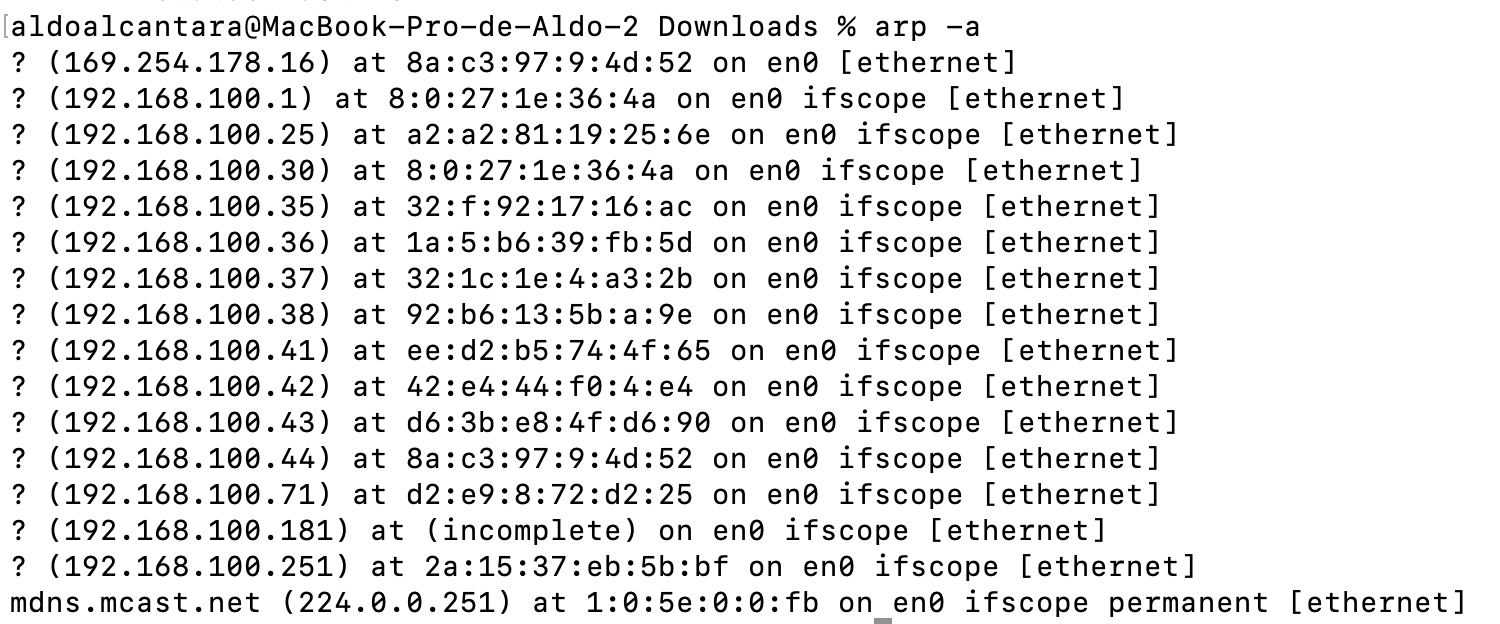 [aldoalcantara@MacBook-Pro-de-Aldo-2 Downloads % arp -a
? (169.254.178.16) at 8a:c3:97:9:4d:52 on en0 [ethernet]
? (192.168.100.1) at 8:0:27:1e:36:4a on en0 ifscope [ethernet]
? (192.168.100.25) at a2:a2:81:19:25:6e on en0 ifscope [ethernet]
? (192.168.100.30) at 8:0:27:1e:36:4a on en0 ifscope [ethernet]
? (192.168.100.35) at 32:f:92:17:16:ac on en0 ifscope [ethernet]
? (192.168.100.36) at 1a:5:b6:39:fb:5d on en0 ifscope [ethernet]
? (192.168.100.37) at 32:1c:1e:4:a3:2b on en0 ifscope [ethernet]
? (192.168.100.38) at 92:b6:13:5b:a:9e on en0 ifscope [ethernet]
? (192.168.100.41) at ee:d2:b5:74:4f:65 on en0 ifscope [ethernet]
? (192.168.100.42) at 42:e4:44:f0:4:e4 on en0 ifscope [ethernet]
? (192.168.100.43) at d6:3b:e8:4f:d6:90 on en0 ifscope [ethernet]
? (192.168.100.44) at 8a:c3:97:9:4d:52 on en0 ifscope [ethernet]
? (192.168.100.71) at d2:e9:8:72:d2:25 on en0 ifscope [ethernet]
? (192.168.100.181) at (incomplete) on en0 ifscope [ethernet]
? (192.168.100.251) at 2a:15:37:eb:5b:bf on en0 ifscope [ethernet]
mdns.mcast.net (224.0.0.251) at 1:0:5e:0:0:fb on en0 ifscope permanent [ethernet]